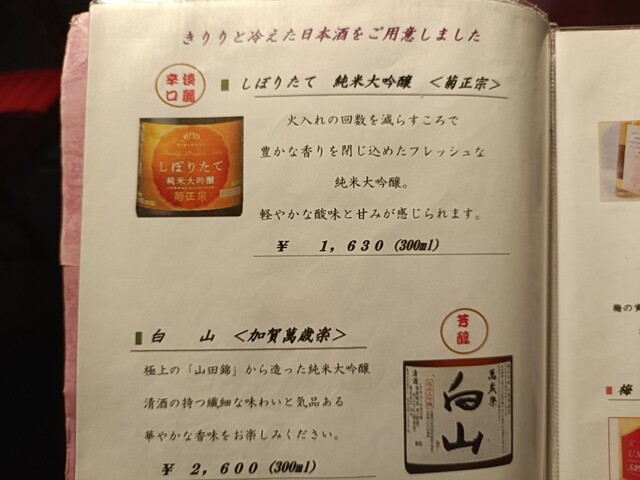 きりりと冷えた日本酒をご用意しました
淡麗
辛口
しぼりたて 純米大吟醸 <菊正宗>
火入れの回数を減らすころで
豊かな香りを閉じ込めたフレッシュな
純米大吟醸。
軽やかな酸味と甘みが感じられます。
¥ 1,630 (300ml)
しぼりたて
純米大吟醸
菊正宗
白 山 <加賀萬歳楽>
芳醇
極上の「山田錦」から造った純米大吟醸
清酒の持つ繊細な味わいと気品ある
華やかな香味をお楽しみください。
¥ 2,600 (300ml)
萬歳楽
白山
清酒
梅の実
梅